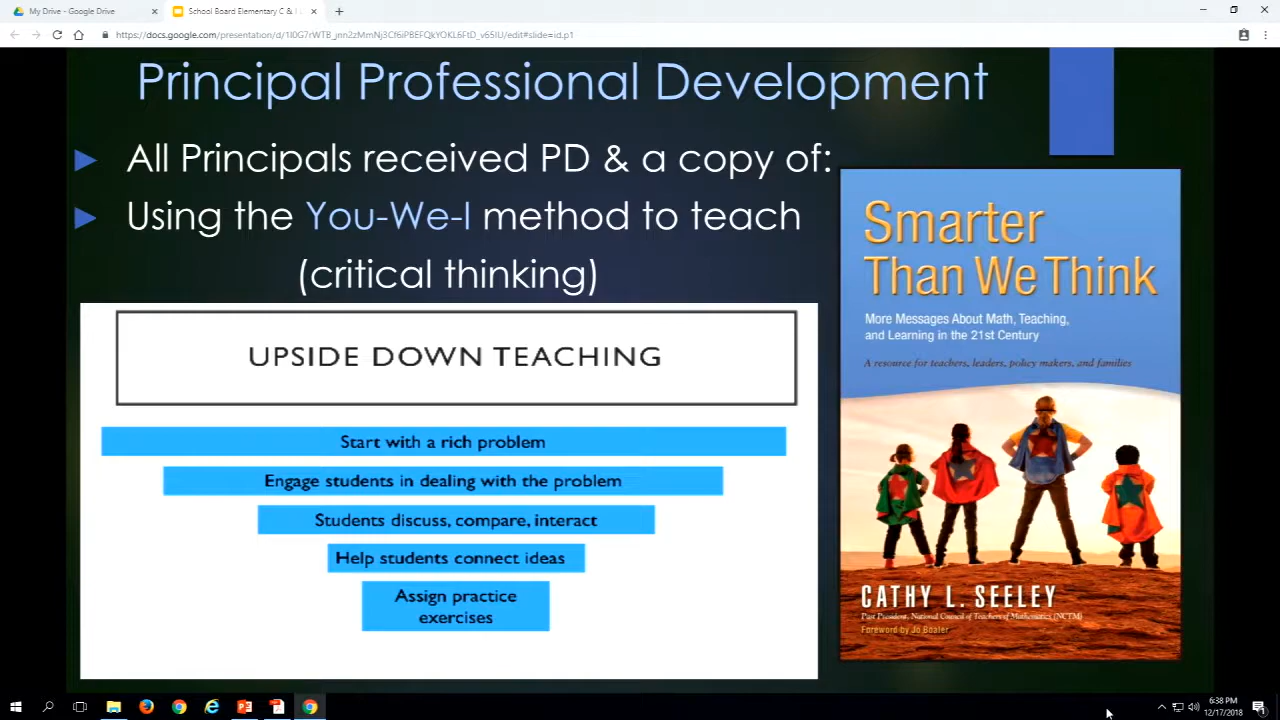 My Drive - Google Drive
School Board Elementary C & I
Principal Professional Development
All Principals received PD & a copy of:
Using the You-We-I method to teach
(critical thinking)
UPSIDE DOWN TEACHING
Start with a rich problem
Engage students in dealing with the problem
Students discuss, compare, interact
Help students connect ideas
Assign practice
exercises
Smarter
Than We Think
More Messages About Math, Teaching,
and Learning in the 21st Century
A resource for teachers, leaders, policy makers, and families
CATHY L. SEELEY
Past President, National Council of Teachers of Mathematics (NCTM)
Foreword by Jo Boaler
6:38 PM
12/17/2018